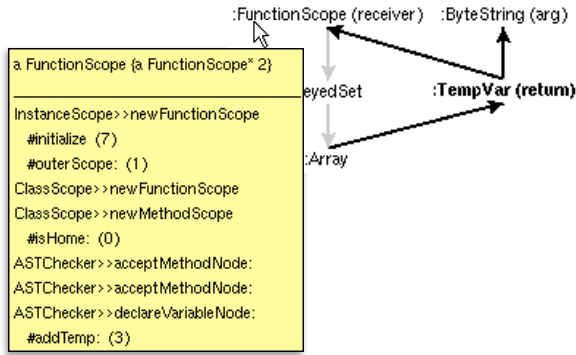 :FunctionScope (receiver) :ByteString (arg)
a FunctionScope {a FunctionScope* 2}
eyedSet :TempVar (return)
InstanceScope>>newFunctionScope
#initialize (7)
#outerScope: (1)
:Array
ClassScope>>newFunctionScope
ClassScope>>newMethodScope
#isHome: (0)
ASTChecker>>acceptMethodNode:
ASTChecker>>acceptMethodNode:
ASTChecker>>declareVariableNode:
#addTemp: (3)